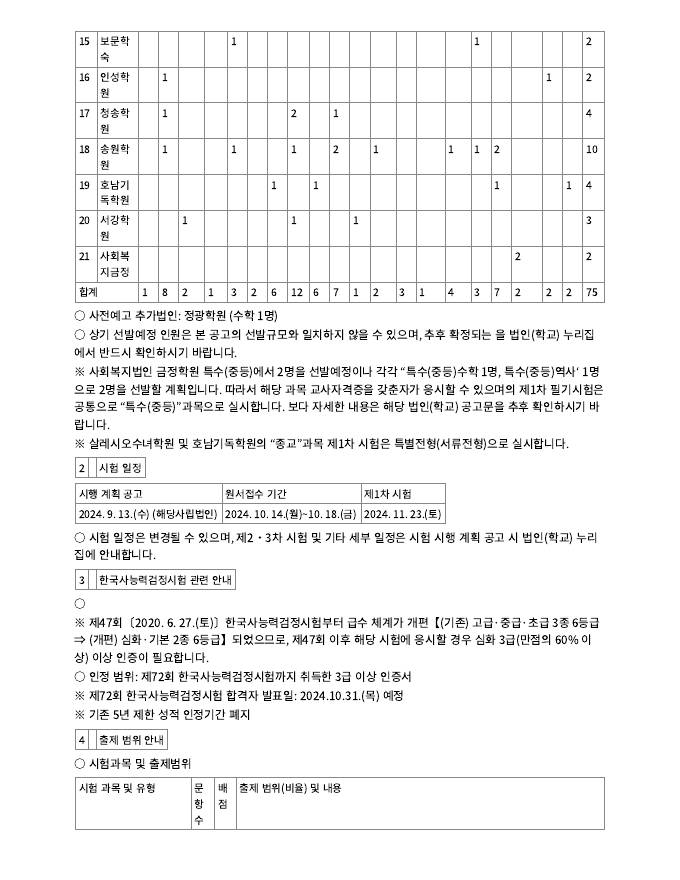 15 보문학 1 1 2
숙
16 인성학 1 1 2
원
17 청송학 1 2 1 4
원
18 송원학 1 1 1 2 1 1 1 2 10
원
19 호남기 1 1 1 1 4
독학원
20 서강학 1 1 1 3
원
21 사회복 2 2
지금정
합계 1 8 2 1 3 2 6 12 6 7 1 2 3 1 4 3 7 2 2 2 75
○ 사전예고 추가법인: 정광학원 (수학 1명)
○ 상기 선발예정 인원은 본 공고의 선발규모와 일치하지 않을 수 있으며, 추후 확정되는 을 법인(학교) 누리집
에서 반드시 확인하시기 바랍니다.
※ 사회복지법인 금정학원 특수(중등)에서 2명을 선발예정이나 각각 “특수(중등)수학 1명, 특수(중등)역사‘ 1명
으로 2명을 선발할 계획입니다. 따라서 해당 과목 교사자격증을 갖춘자가 응시할 수 있으며의 제1차 필기시험은
공통으로 “특수(중등)”과목으로 실시합니다. 보다 자세한 내용은 해당 법인(학교) 공고문을 추후 확인하시기 바
랍니다.
※ 살레시오수녀학원 및 호남기독학원의 “종교”과목 제1차 시험은 특별전형(서류전형)으로 실시합니다.
2 시험 일정
시행 계획 공고 원서접수 기간 제1차 시험
2024. 9. 13.(수) (해당사립법인) 2024. 10. 14.(월)~10. 18.(금) 2024. 11. 23.(토)
○ 시험 일정은 변경될 수 있으며, 제2・3차 시험 및 기타 세부 일정은 시험 시행 계획 공고 시 법인(학교) 누리
집에 안내합니다.
3 한국사능력검정시험 관련 안내
○
※ 제47회〔2020. 6. 27.(토)〕한국사능력검정시험부터 급수 체계가 개편【(기존) 고급·중급·초급 3종 6등급
⇒ (개편) 심화·기본 2종 6등급】되었으므로, 제47회 이후 해당 시험에 응시할 경우 심화 3급(만점의 60% 이
상) 이상 인증이 필요합니다.
○ 인정 범위: 제72회 한국사능력검정시험까지 취득한 3급 이상 인증서
※ 제72회 한국사능력검정시험 합격자 발표일: 2024.10.31.(목) 예정
※ 기존 5년 제한 성적 인정기간 폐지
4 출제 범위 안내
○ 시험과목 및 출제범위
시험 과목 및 유형 문 배 출제 범위(비율) 및 내용
항 점
수